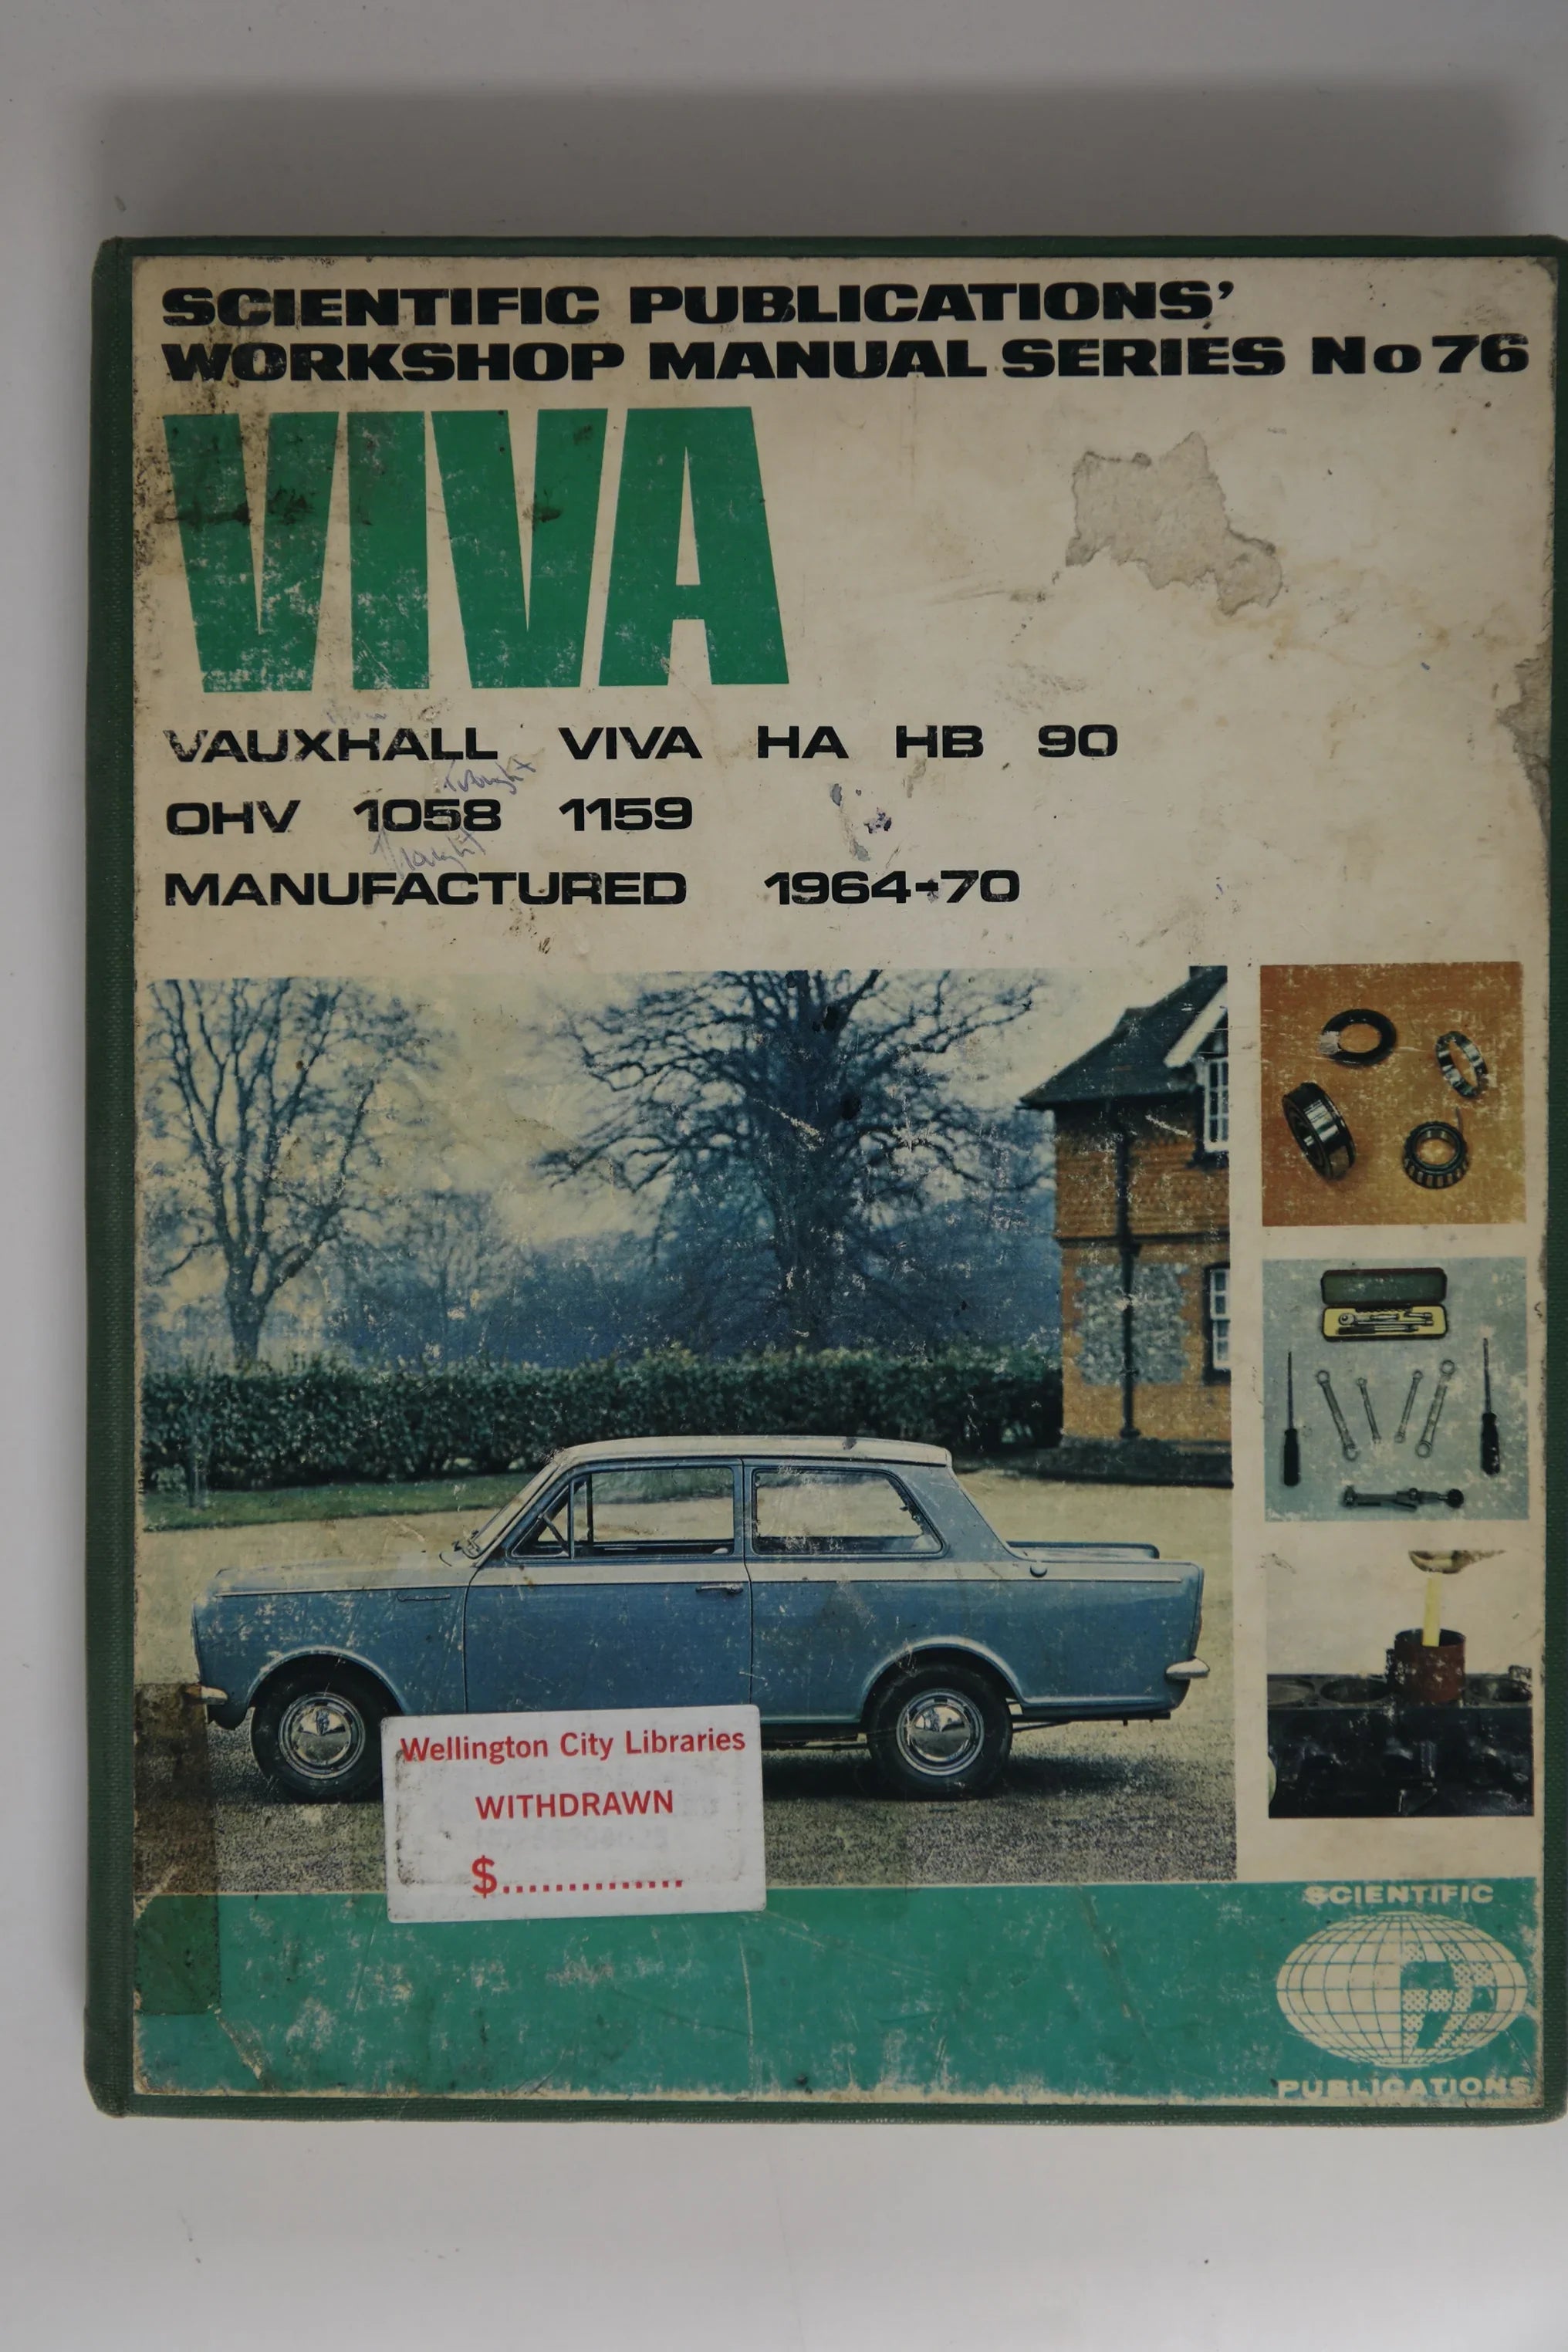 SCIENTIFIC PUBLICATIONS'
WORKSHOP MANUAL SERIES No 76
VIVA
VAUXHALL VIVA HA HB 90
OHV 1058 1159
Thought
MANUFACTURED 1964-70
Wellington City Libraries
WITHDRAWN
$..............
SCIENTIFIC
PUBLICATIONS